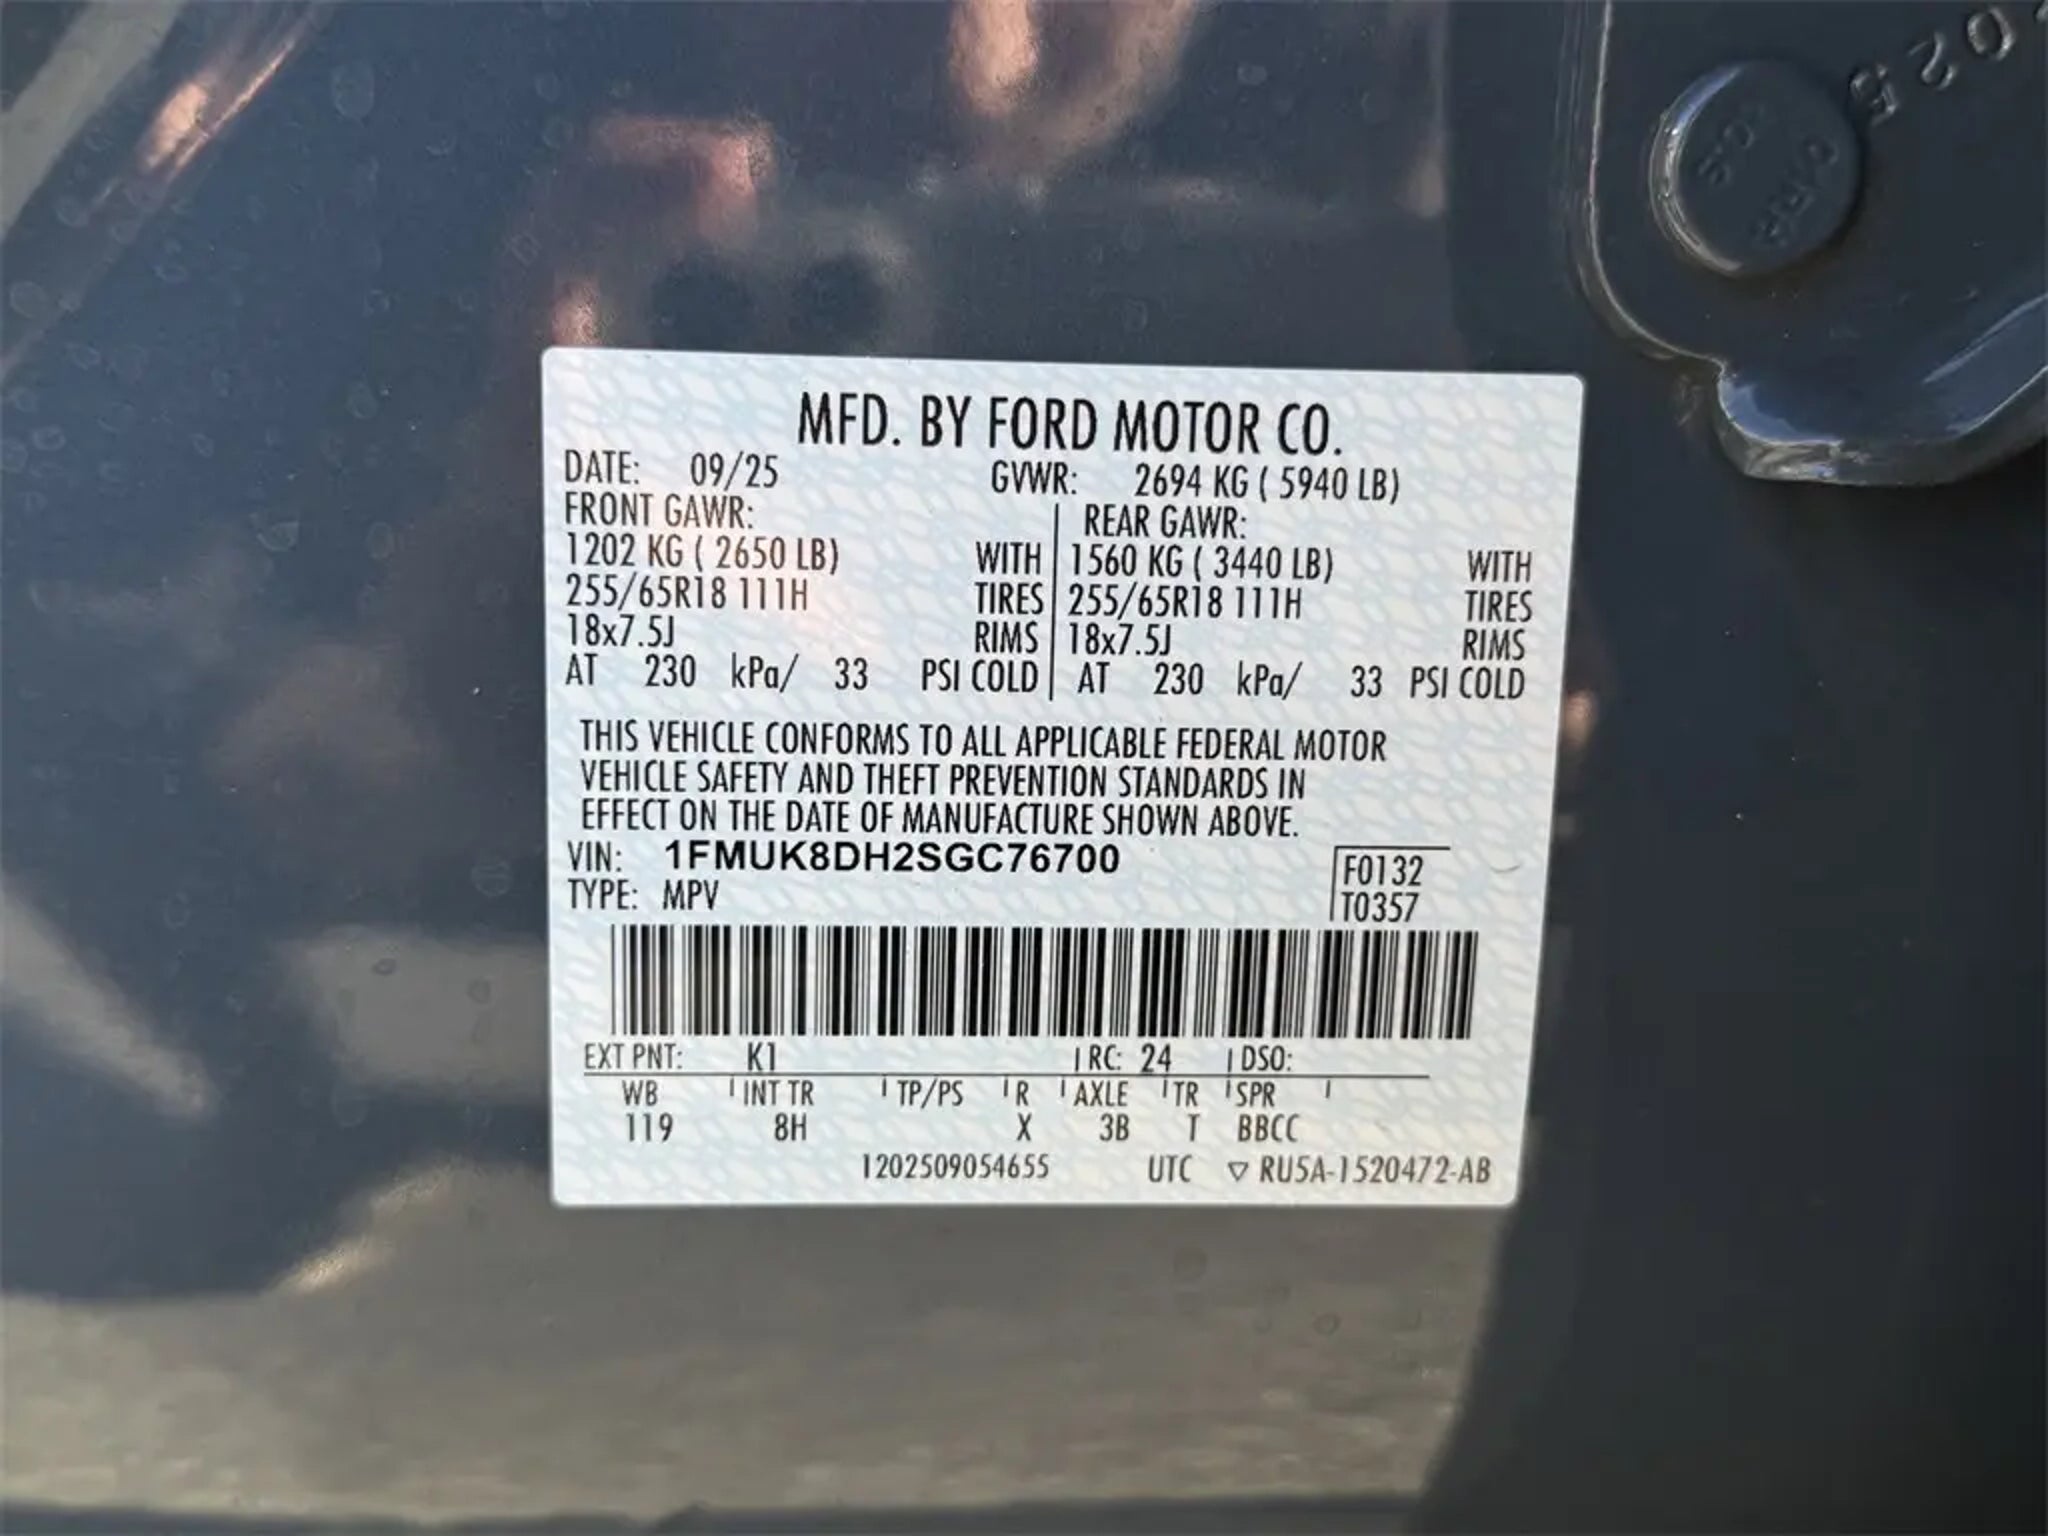 025
MFD. BY FORD MOTOR CO.
DATE: 09/25 GVWR: 2694 KG ( 5940 LB)
FRONT GAWR: REAR GAWR:
1202 KG ( 2650 LB) WITH 1560 KG ( 3440 LB) WITH
255/65R18 111H TIRES 255/65R18 111H TIRES
18x7.5J RIMS 18x7.5J RIMS
AT 230 kPa/ 33 PSI COLD AT 230 kPa/ 33 PSI COLD
THIS VEHICLE CONFORMS TO ALL APPLICABLE FEDERAL MOTOR
VEHICLE SAFETY AND THEFT PREVENTION STANDARDS IN
EFFECT ON THE DATE OF MANUFACTURE SHOWN ABOVE.
VIN: 1FMUK8DH2SGC76700 F0132
TYPE: MPV T0357
EXT PNT: K1 RC: 24 DSO:
WB INT TR TP/PS R AXLE TR SPR
119 8H X 3B T BBCC
1202509054655 UTC ▽ RU5A-1520472-AB